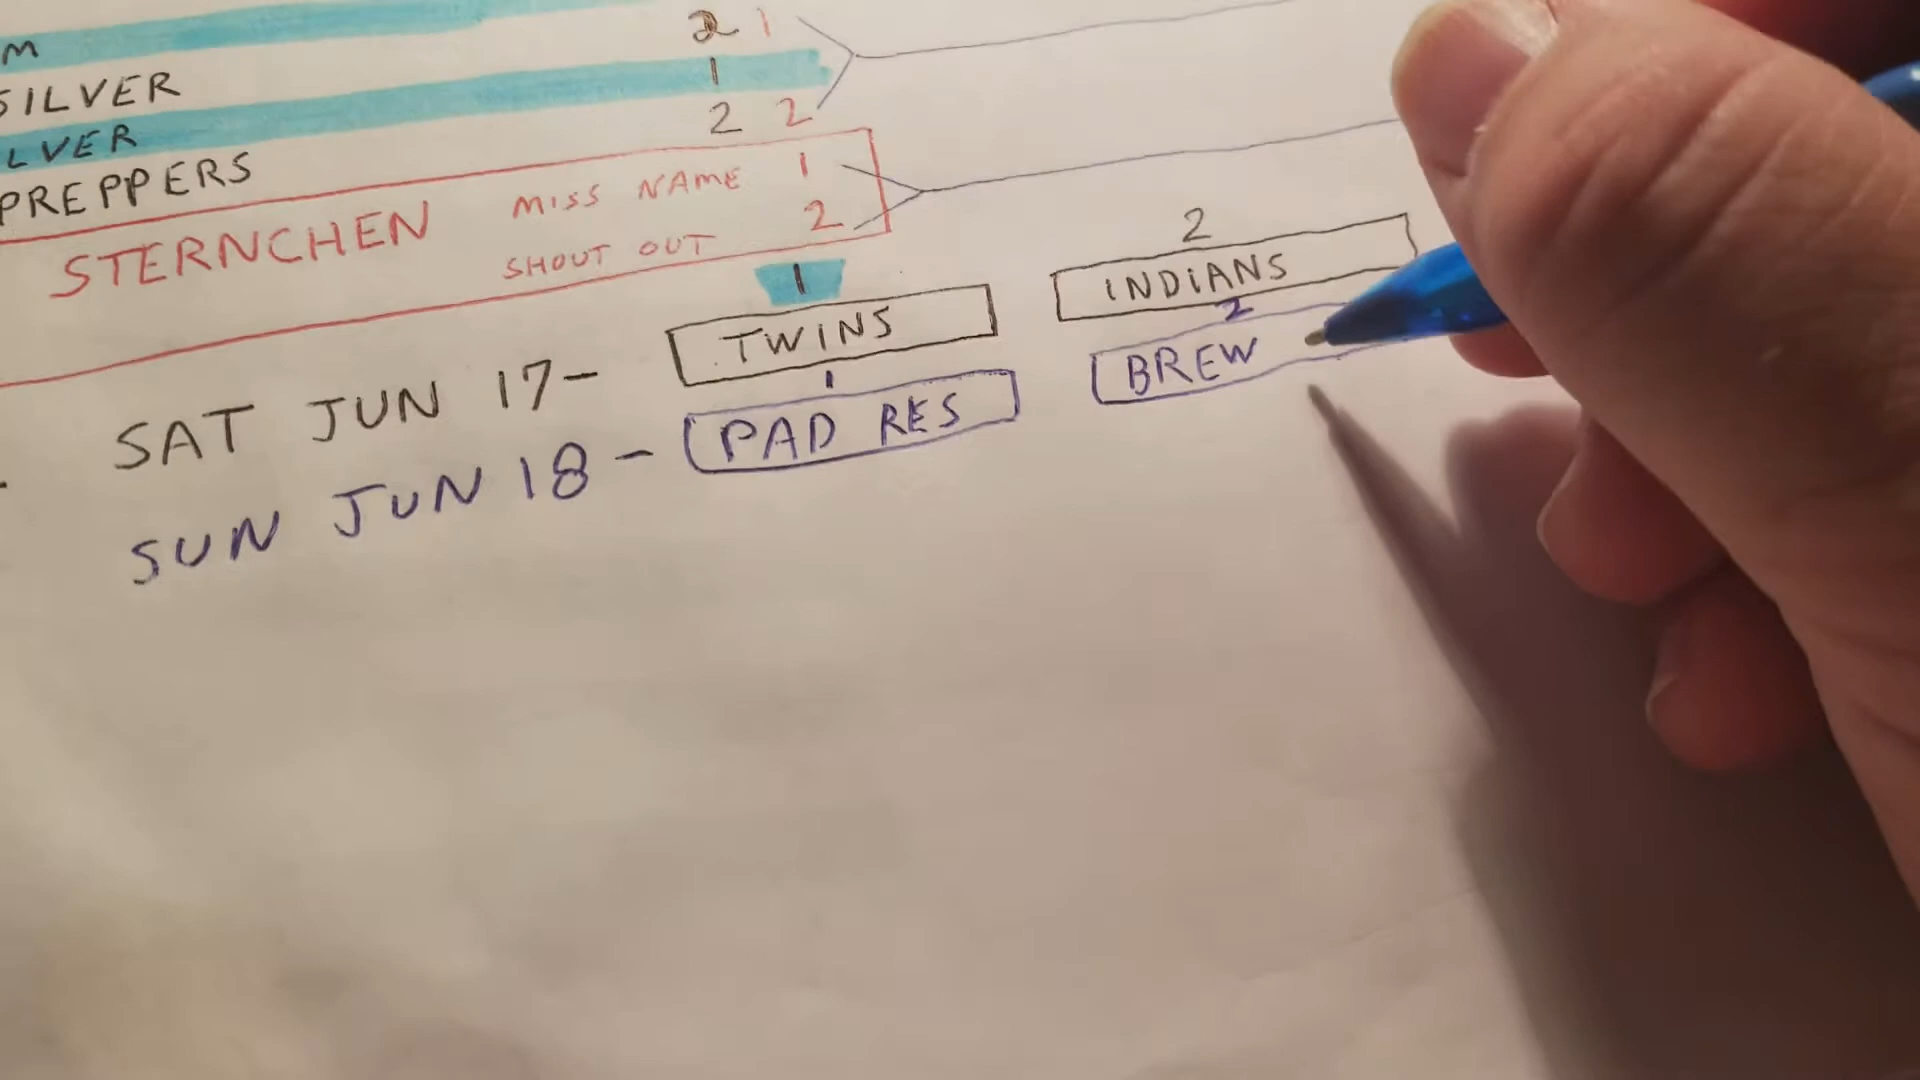 M 2 1
SILVER 1
LVER 2 2
PREPPERS
STERNCHEN MISS NAME 1
SHOUT OUT 2
1 2
SAT JUN 17- TWINS INDIANS
1 2
SUN JUN 18 - PAD RES BREW